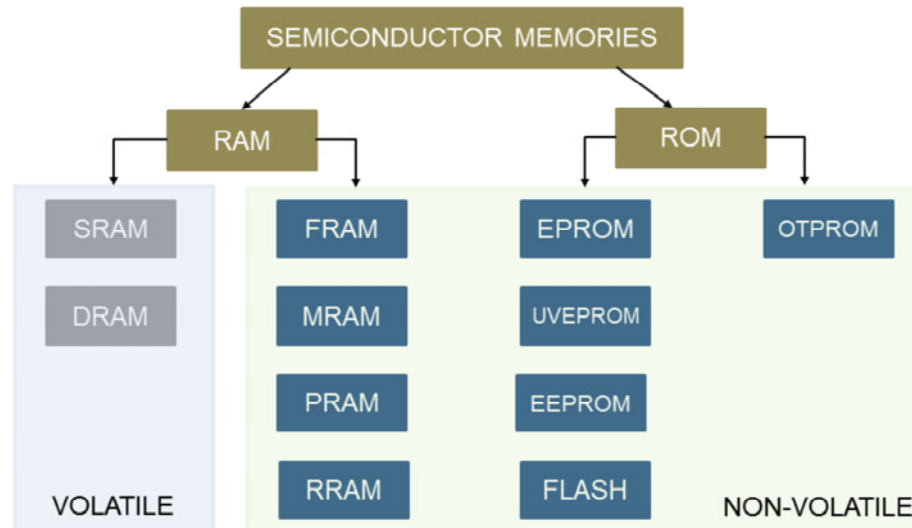 SEMICONDUCTOR MEMORIES
RAM
ROM
SRAM
FRAM
EPROM
OTPROM
DRAM
MRAM
UVEPROM
PRAM
EEPROM
RRAM
FLASH
VOLATILE
NON-VOLATILE